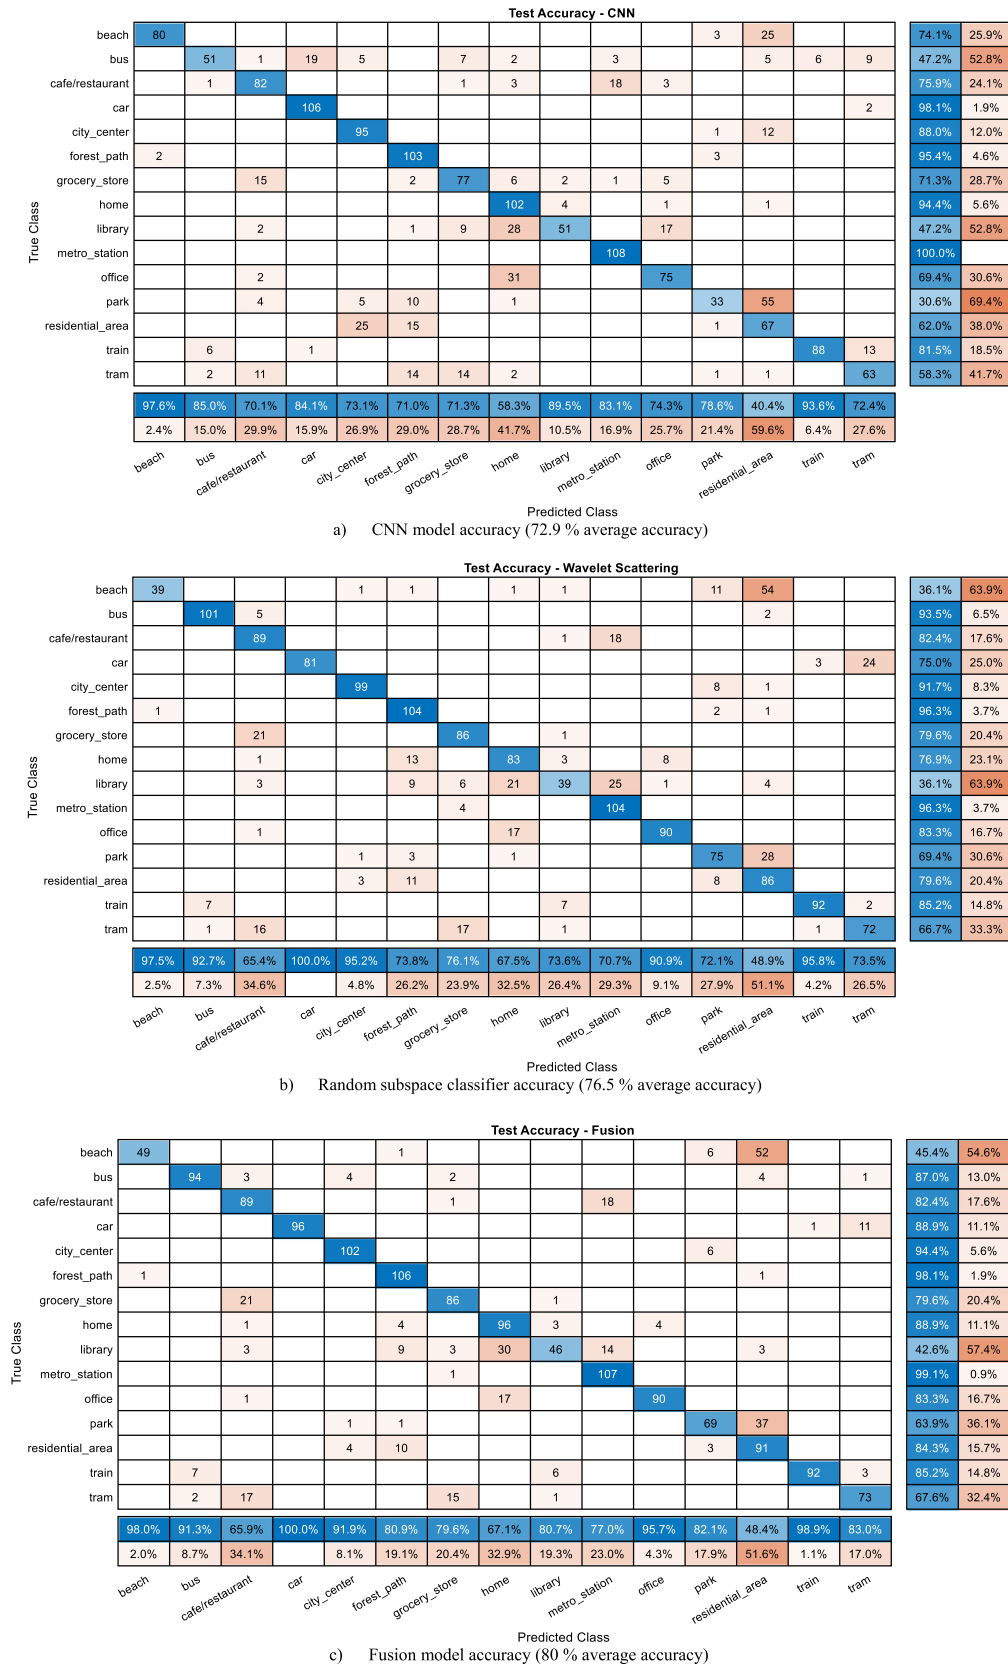 Test Accuracy - CNN
True Class
beach 80 3 25 74.1% 25.9%
bus 51 1 19 5 7 2 3 5 6 9 47.2% 52.8%
cafe/restaurant 1 82 1 3 18 3 75.9% 24.1%
car 106 2 98.1% 1.9%
city_center 95 1 12 88.0% 12.0%
forest_path 2 103 3 95.4% 4.6%
grocery_store 15 2 77 6 2 1 5 71.3% 28.7%
home 102 4 1 1 94.4% 5.6%
library 2 1 9 28 51 17 47.2% 52.8%
metro_station 108 100.0%
office 2 31 75 69.4% 30.6%
park 4 5 10 1 33 55 30.6% 69.4%
residential_area 25 15 1 67 62.0% 38.0%
train 6 1 88 13 81.5% 18.5%
tram 2 11 14 14 2 1 1 63 58.3% 41.7%
97.6% 85.0% 70.1% 84.1% 73.1% 71.0% 71.3% 58.3% 89.5% 83.1% 74.3% 78.6% 40.4% 93.6% 72.4%
2.4% 15.0% 29.9% 15.9% 26.9% 29.0% 28.7% 41.7% 10.5% 16.9% 25.7% 21.4% 59.6% 6.4% 27.6%
beach bus cafe/restaurant car city_center forest_path grocery_store home library metro_station office park residential_area train tram
Predicted Class
a) CNN model accuracy (72.9 % average accuracy)
Test Accuracy - Wavelet Scattering
True Class
beach 39 1 1 1 1 11 54 36.1% 63.9%
bus 101 5 2 93.5% 6.5%
cafe/restaurant 89 1 18 82.4% 17.6%
car 81 3 24 75.0% 25.0%
city_center 99 8 1 91.7% 8.3%
forest_path 1 104 2 1 96.3% 3.7%
grocery_store 21 86 1 79.6% 20.4%
home 1 13 83 3 8 76.9% 23.1%
library 3 9 6 21 39 25 1 4 36.1% 63.9%
metro_station 4 104 96.3% 3.7%
office 1 17 90 83.3% 16.7%
park 1 3 1 75 28 69.4% 30.6%
residential_area 3 11 8 86 79.6% 20.4%
train 7 7 92 2 85.2% 14.8%
tram 1 16 17 1 1 72 66.7% 33.3%
97.5% 92.7% 65.4% 100.0% 95.2% 73.8% 76.1% 67.5% 73.6% 70.7% 90.9% 72.1% 48.9% 95.8% 73.5%
2.5% 7.3% 34.6% 4.8% 26.2% 23.9% 32.5% 26.4% 29.3% 9.1% 27.9% 51.1% 4.2% 26.5%
beach bus cafe/restaurant car city_center forest_path grocery_store home library metro_station office park residential_area train tram
Predicted Class
b) Random subspace classifier accuracy (76.5 % average accuracy)
Test Accuracy - Fusion
True Class
beach 49 1 6 52 45.4% 54.6%
bus 94 3 4 2 4 1 87.0% 13.0%
cafe/restaurant 89 1 18 82.4% 17.6%
car 96 1 11 88.9% 11.1%
city_center 102 6 94.4% 5.6%
forest_path 1 106 1 98.1% 1.9%
grocery_store 21 86 1 79.6% 20.4%
home 1 4 96 3 4 88.9% 11.1%
library 3 9 3 30 46 14 3 42.6% 57.4%
metro_station 1 107 99.1% 0.9%
office 1 17 90 83.3% 16.7%
park 1 1 69 37 63.9% 36.1%
residential_area 4 10 3 91 84.3% 15.7%
train 7 6 92 3 85.2% 14.8%
tram 2 17 15 1 73 67.6% 32.4%
98.0% 91.3% 65.9% 100.0% 91.9% 80.9% 79.6% 67.1% 80.7% 77.0% 95.7% 82.1% 48.4% 98.9% 83.0%
2.0% 8.7% 34.1% 8.1% 19.1% 20.4% 32.9% 19.3% 23.0% 4.3% 17.9% 51.6% 1.1% 17.0%
beach bus cafe/restaurant car city_center forest_path grocery_store home library metro_station office park residential_area train tram
Predicted Class
c) Fusion model accuracy (80 % average accuracy)